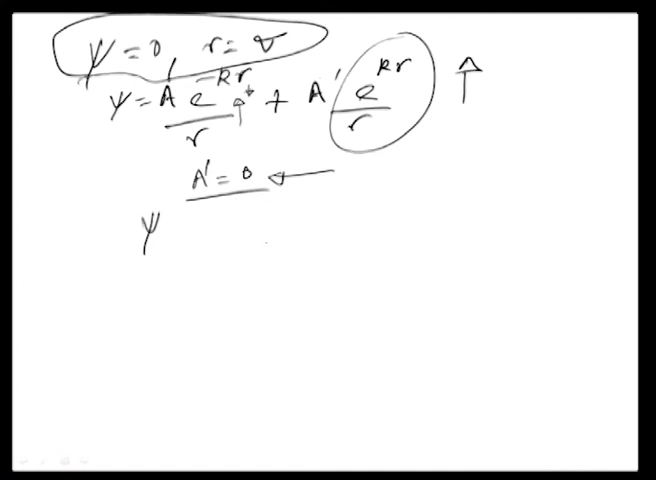 ψ = 0, r = ∞
ψ = A e^{-kr}/r + A' e^{kr}/r ↑
A' = 0 ←
ψ